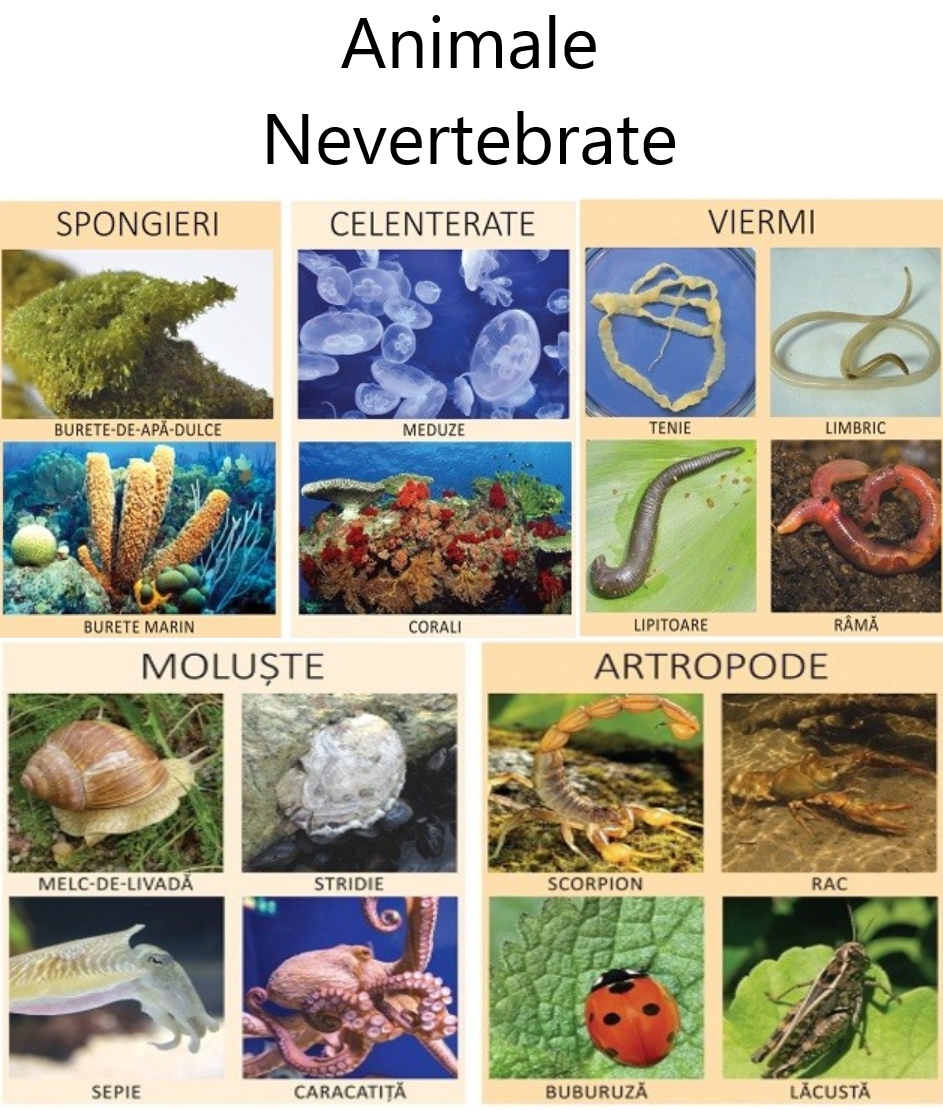 Animale
Nevertebrate
SPONGIERI
BURETE-DE-APĂ-DULCE
BURETE MARIN
CELENTERATE
MEDUZE
CORALI
VIERMI
TENIE
LIMBRIC
LIPITOARE
RÂMĂ
MOLUȘTE
MELC-DE-LIVADĂ
STRIDIE
SEPIE
CARACATIȚĂ
ARTROPODE
SCORPION
RAC
BUBURUZĂ
LĂCUSTĂ